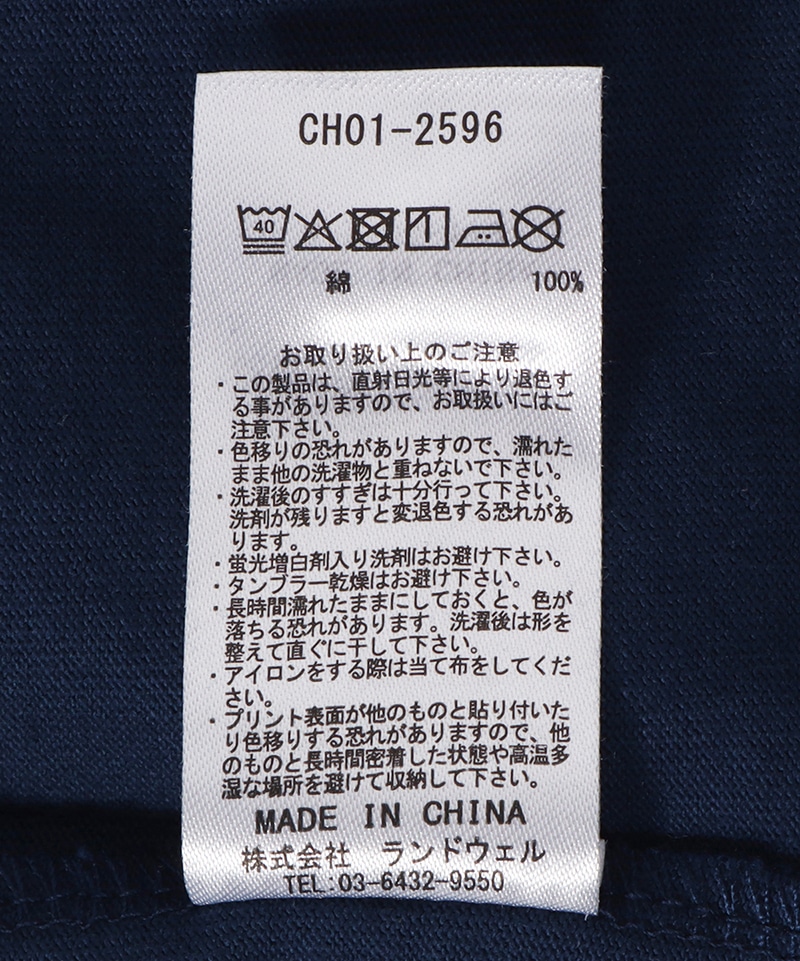 CH01-2596
40
綿 100%
お取り扱い上のご注意
・この製品は、直射日光等により退色す
る事がありますので、お取扱いにはご
注意下さい。
・色移りの恐れがありますので、濡れた
まま他の洗濯物と重ねないで下さい。
・洗濯後のすすぎは十分行って下さい。
洗剤が残りますと変退色する恐れがあ
ります。
・蛍光増白剤入り洗剤はお避け下さい。
・タンブラー乾燥はお避け下さい。
・長時間濡れたままにしておくと、色が
落ちる恐れがあります。洗濯後は形を
整えて直ぐに干して下さい。
・アイロンをする際は当て布をしてくだ
さい。
・プリント表面が他のものと貼り付いた
り色移りする恐れがありますので、他
のものと長時間密着した状態や高温多
湿な場所を避けて収納して下さい。
MADE IN CHINA
株式会社 ランドウェル
TEL:03-6432-9550